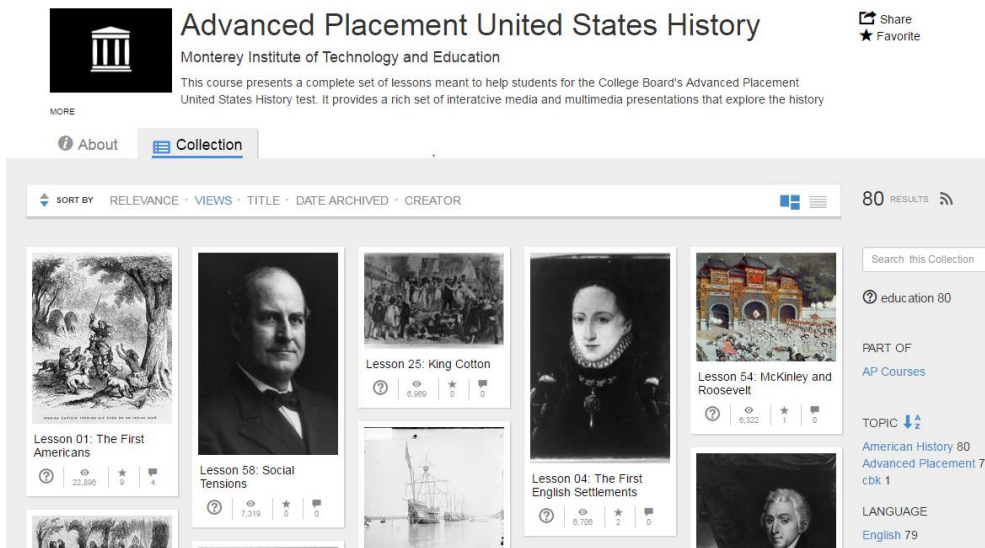 Advanced Placement United States History
Share
Favorite
Monterey Institute of Technology and Education
This course presents a complete set of lessons meant to help students for the College Board's Advanced Placement
United States History test. It provides a rich set of interatcive media and multimedia presentations that explore the history
MORE
About
Collection
SORT BY RELEVANCE · VIEWS · TITLE · DATE ARCHIVED · CREATOR
80 RESULTS
Search this Collection
education 80
PART OF
AP Courses
TOPIC
American History 80
Advanced Placement 7
cbk 1
LANGUAGE
English 79
Lesson 01: The First
Americans
22,896 9 4
Lesson 58: Social
Tensions
7,319 0 0
Lesson 25: King Cotton
6,969 0 0
Lesson 04: The First
English Settlements
6,706 2 0
Lesson 54: McKinley and
Roosevelt
6,322 1 0